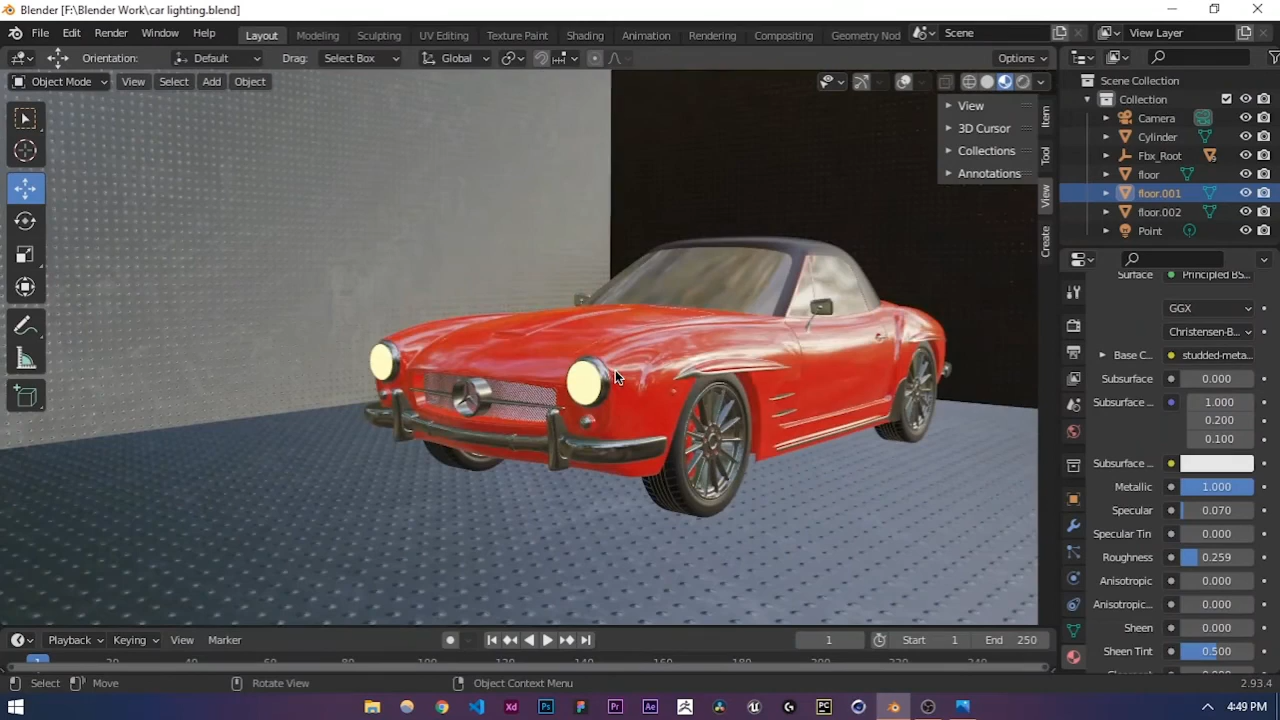 Blender [F:\Blender Work\car lighting.blend]
File Edit Render Window Help Layout Modeling Sculpting UV Editing Texture Paint Shading Animation Rendering Compositing Geometry Nod Scene View Layer
Orientation: Default Drag: Select Box Global Options
Object Mode View Select Add Object
View
3D Cursor
Collections
Annotations
Item
Tool
View
Create
Scene Collection
Collection
Camera
Cylinder
Fbx_Root
floor
floor.001
floor.002
Point
Surface Principled BS...
GGX
Christensen-B...
Base C... studded-meta...
Subsurface 0.000
Subsurface ... 1.000
0.200
0.100
Subsurface ...
Metallic 1.000
Specular 0.070
Specular Tin 0.000
Roughness 0.259
Anisotropic 0.000
Anisotropic... 0.000
Sheen 0.000
Sheen Tint 0.500
Playback Keying View Marker 1 Start 1 End 250
Select Move Rotate View Object Context Menu 2.93.4
Xd Ps Pr Ae PC 4:49 PM